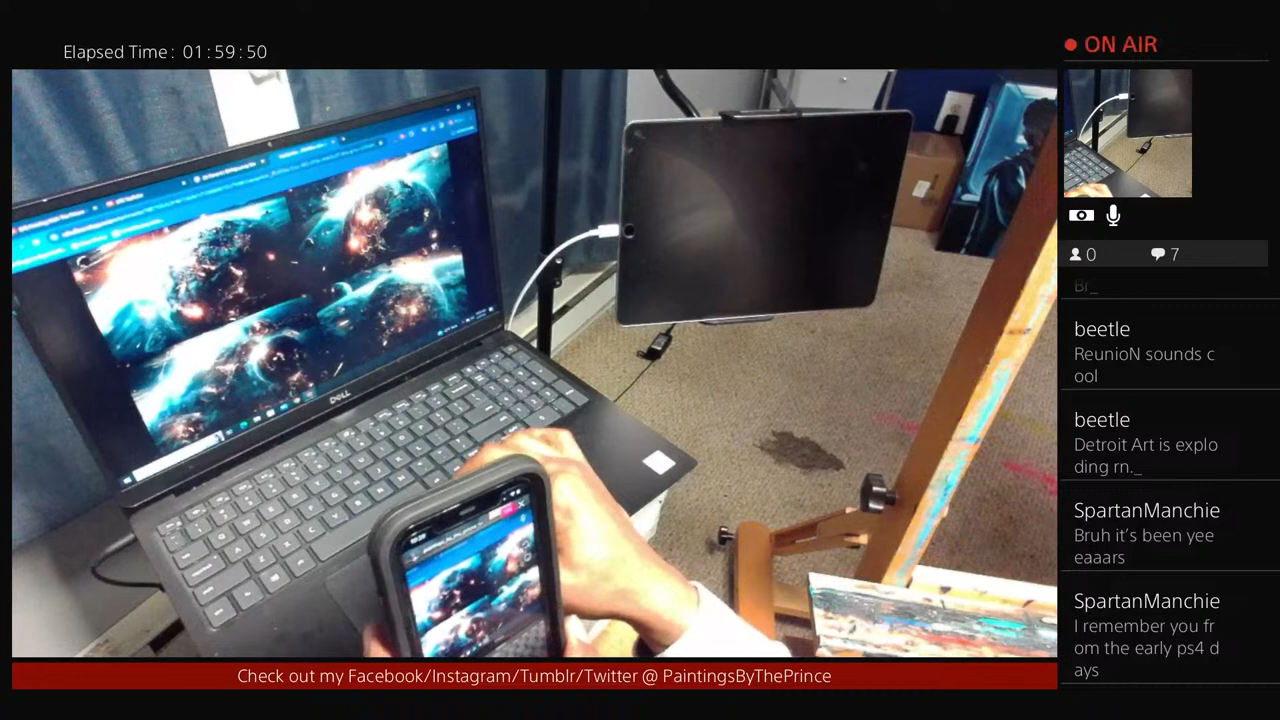 Elapsed Time: 01:59:50
ON AIR
0
7
Br_
beetle
ReunioN sounds c
ool
beetle
Detroit Art is explo
ding rn._
SpartanManchie
Bruh it's been yee
eaaars
SpartanManchie
I remember you fr
om the early ps4 d
ays
DELL
Check out my Facebook/Instagram/Tumblr/Twitter @ PaintingsByThePrince